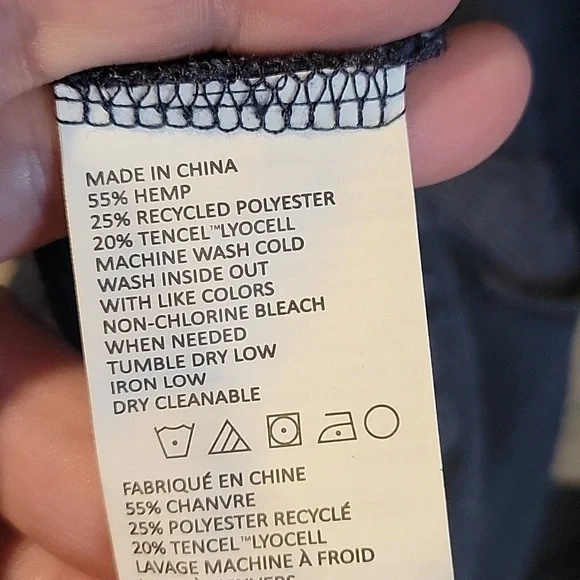 MADE IN CHINA
55% HEMP
25% RECYCLED POLYESTER
20% TENCEL™LYOCELL
MACHINE WASH COLD
WASH INSIDE OUT
WITH LIKE COLORS
NON-CHLORINE BLEACH
WHEN NEEDED
TUMBLE DRY LOW
IRON LOW
DRY CLEANABLE
FABRIQUÉ EN CHINE
55% CHANVRE
25% POLYESTER RECYCLÉ
20% TENCEL™LYOCELL
LAVAGE MACHINE À FROID